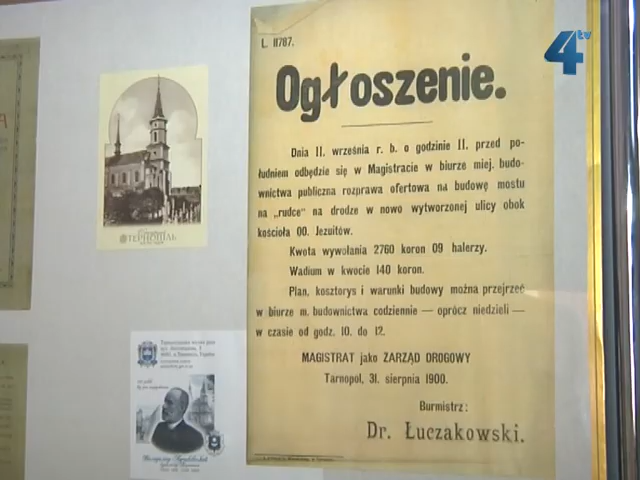 4 tv
L. 11787.
Ogłoszenie.
Dnia 11. września r. b. o godzinie 11. przed po-
łudniem odbędzie się w Magistracie w biurze miej. budo-
wnictwa publiczna rozprawa ofertowa na budowę mostu
na „rudce" na drodze w nowo wytworzonej ulicy obok
kościoła OO. Jezuitów.
Kwota wywołania 2760 koron 09 halerzy.
Wadium w kwocie 140 koron.
Plan, kosztorys i warunki budowy można przejrzeć
w biurze m. budownictwa codziennie — oprócz niedzieli —
w czasie od godz. 10. do 12.
MAGISTRAT jako ZARZĄD DROGOWY
Tarnopol, 31. sierpnia 1900.
Burmistrz:
Dr. Łuczakowski.